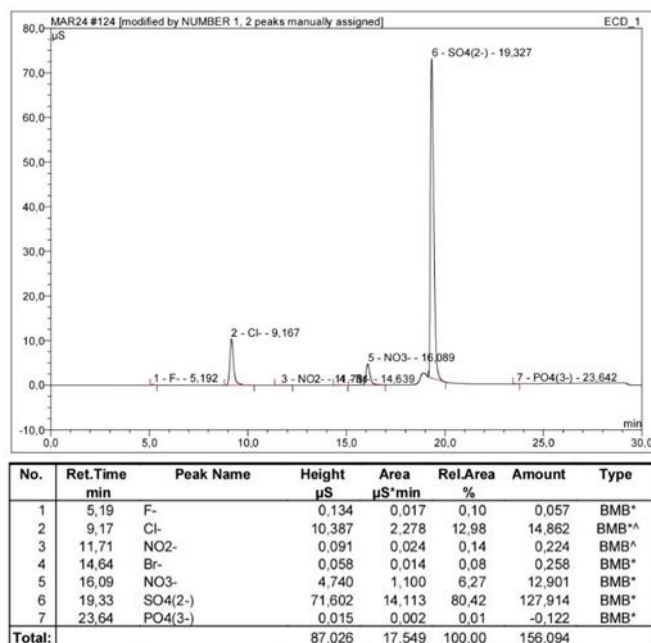 MAR24 #124 [modified by NUMBER 1, 2 peaks manually assigned] ECD_1
80,0
µS
70,0
60,0
50,0
40,0
30,0
20,0
10,0
0,0
-10,0
6 - SO4(2-) - 19,327
2 - Cl- - 9,167
5 - NO3- - 16,089
1 - F- - 5,192
3 - NO2- -
- 14,639
7 - PO4(3-) - 23,642
min
0,0 5,0 10,0 15,0 20,0 25,0 30,0
No. Ret.Time Peak Name Height Area Rel.Area Amount Type
min µS µS*min %
1 5,19 F- 0,134 0,017 0,10 0,057 BMB*
2 9,17 Cl- 10,387 2,278 12,98 14,862 BMB*^
3 11,71 NO2- 0,091 0,024 0,14 0,224 BMB^
4 14,64 Br- 0,058 0,014 0,08 0,258 BMB*
5 16,09 NO3- 4,740 1,100 6,27 12,901 BMB*
6 19,33 SO4(2-) 71,602 14,113 80,42 127,914 BMB*
7 23,64 PO4(3-) 0,015 0,002 0,01 -0,122 BMB*
Total: 87,026 17,549 100,00 156,094